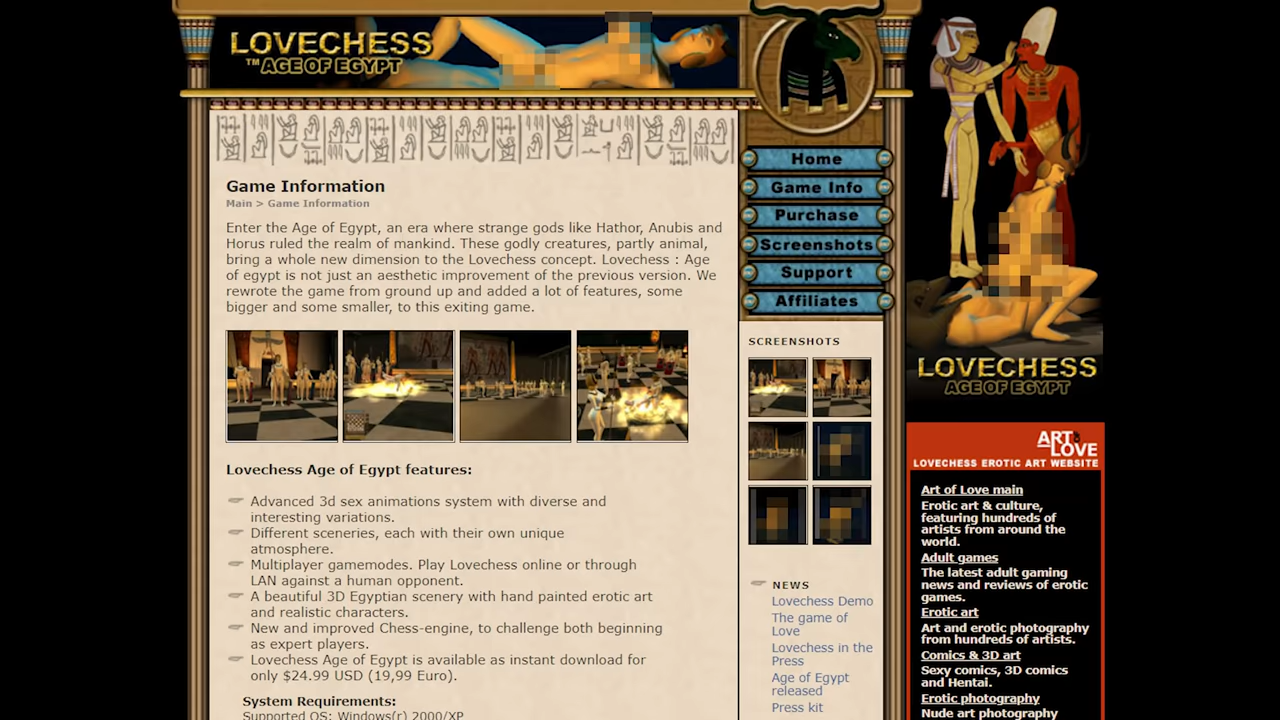 LOVECHESS
™AGE OF EGYPT
Home
Game Info
Purchase
Screenshots
Support
Affiliates
Game Information
Main > Game Information
Enter the Age of Egypt, an era where strange gods like Hathor, Anubis and
Horus ruled the realm of mankind. These godly creatures, partly animal,
bring a whole new dimension to the Lovechess concept. Lovechess : Age
of egypt is not just an aesthetic improvement of the previous version. We
rewrote the game from ground up and added a lot of features, some
bigger and some smaller, to this exiting game.
Lovechess Age of Egypt features:
Advanced 3d sex animations system with diverse and
interesting variations.
Different sceneries, each with their own unique
atmosphere.
Multiplayer gamemodes. Play Lovechess online or through
LAN against a human opponent.
A beautiful 3D Egyptian scenery with hand painted erotic art
and realistic characters.
New and improved Chess-engine, to challenge both beginning
as expert players.
Lovechess Age of Egypt is available as instant download for
only $24.99 USD (19,99 Euro).
System Requirements:
Supported OS: Windows(r) 2000/XP
SCREENSHOTS
NEWS
Lovechess Demo
The game of
Love
Lovechess in the
Press
Age of Egypt
released
Press kit
LOVECHESS
AGE OF EGYPT
ART
LOVE
LOVECHESS EROTIC ART WEBSITE
Art of Love main
Erotic art & culture,
featuring hundreds of
artists from around the
world.
Adult games
The latest adult gaming
news and reviews of erotic
games.
Erotic art
Art and erotic photography
from hundreds of artists.
Comics & 3D art
Sexy comics, 3D comics
and Hentai.
Erotic photography
Nude art photography